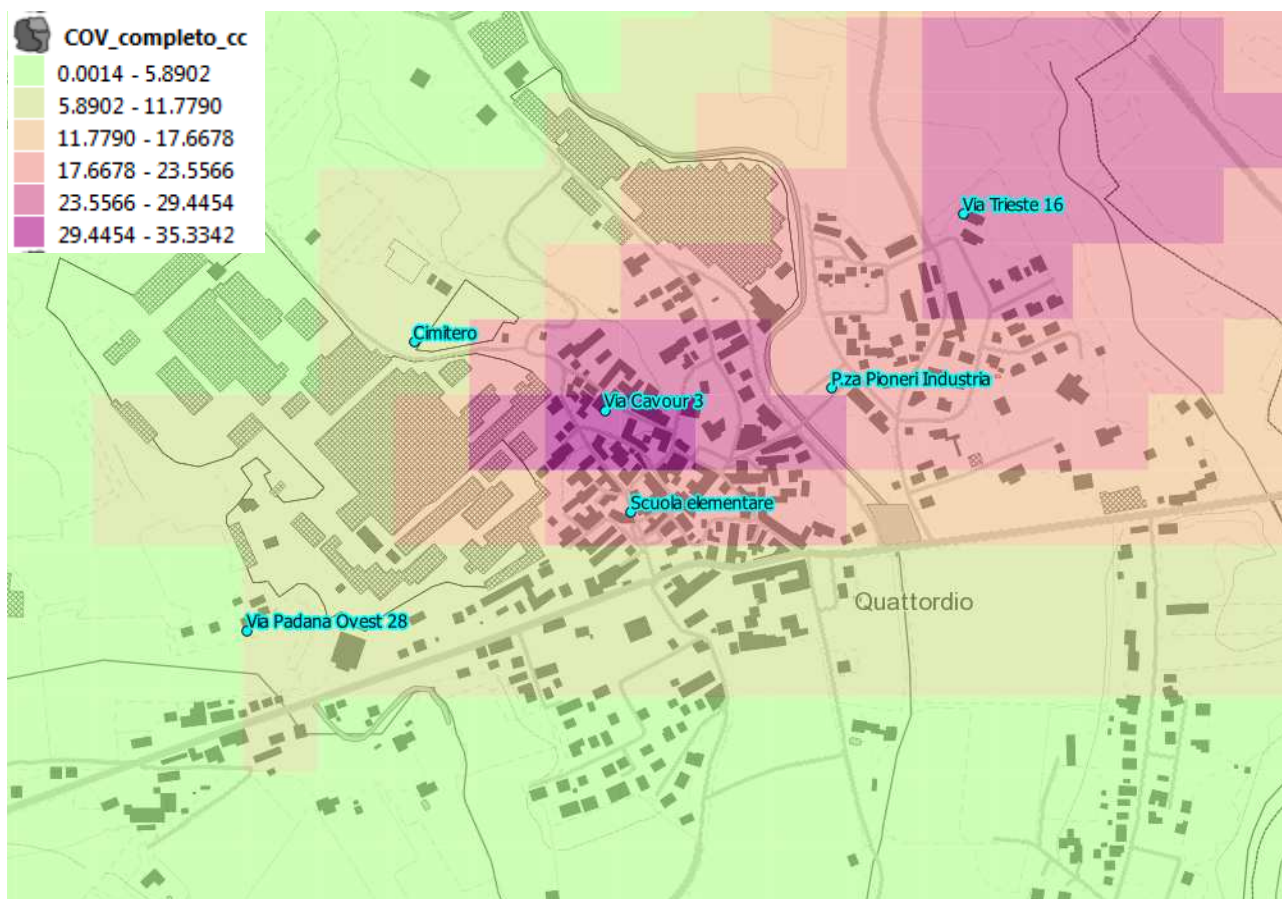 COV_completo_cc
0.0014 - 5.8902
5.8902 - 11.7790
11.7790 - 17.6678
17.6678 - 23.5566
23.5566 - 29.4454
29.4454 - 35.3342
Via Trieste 16
Cimitero
P.za Pioneri Industria
Via Cavour 3
Scuola elementare
Quattordio
Via Padana Ovest 28